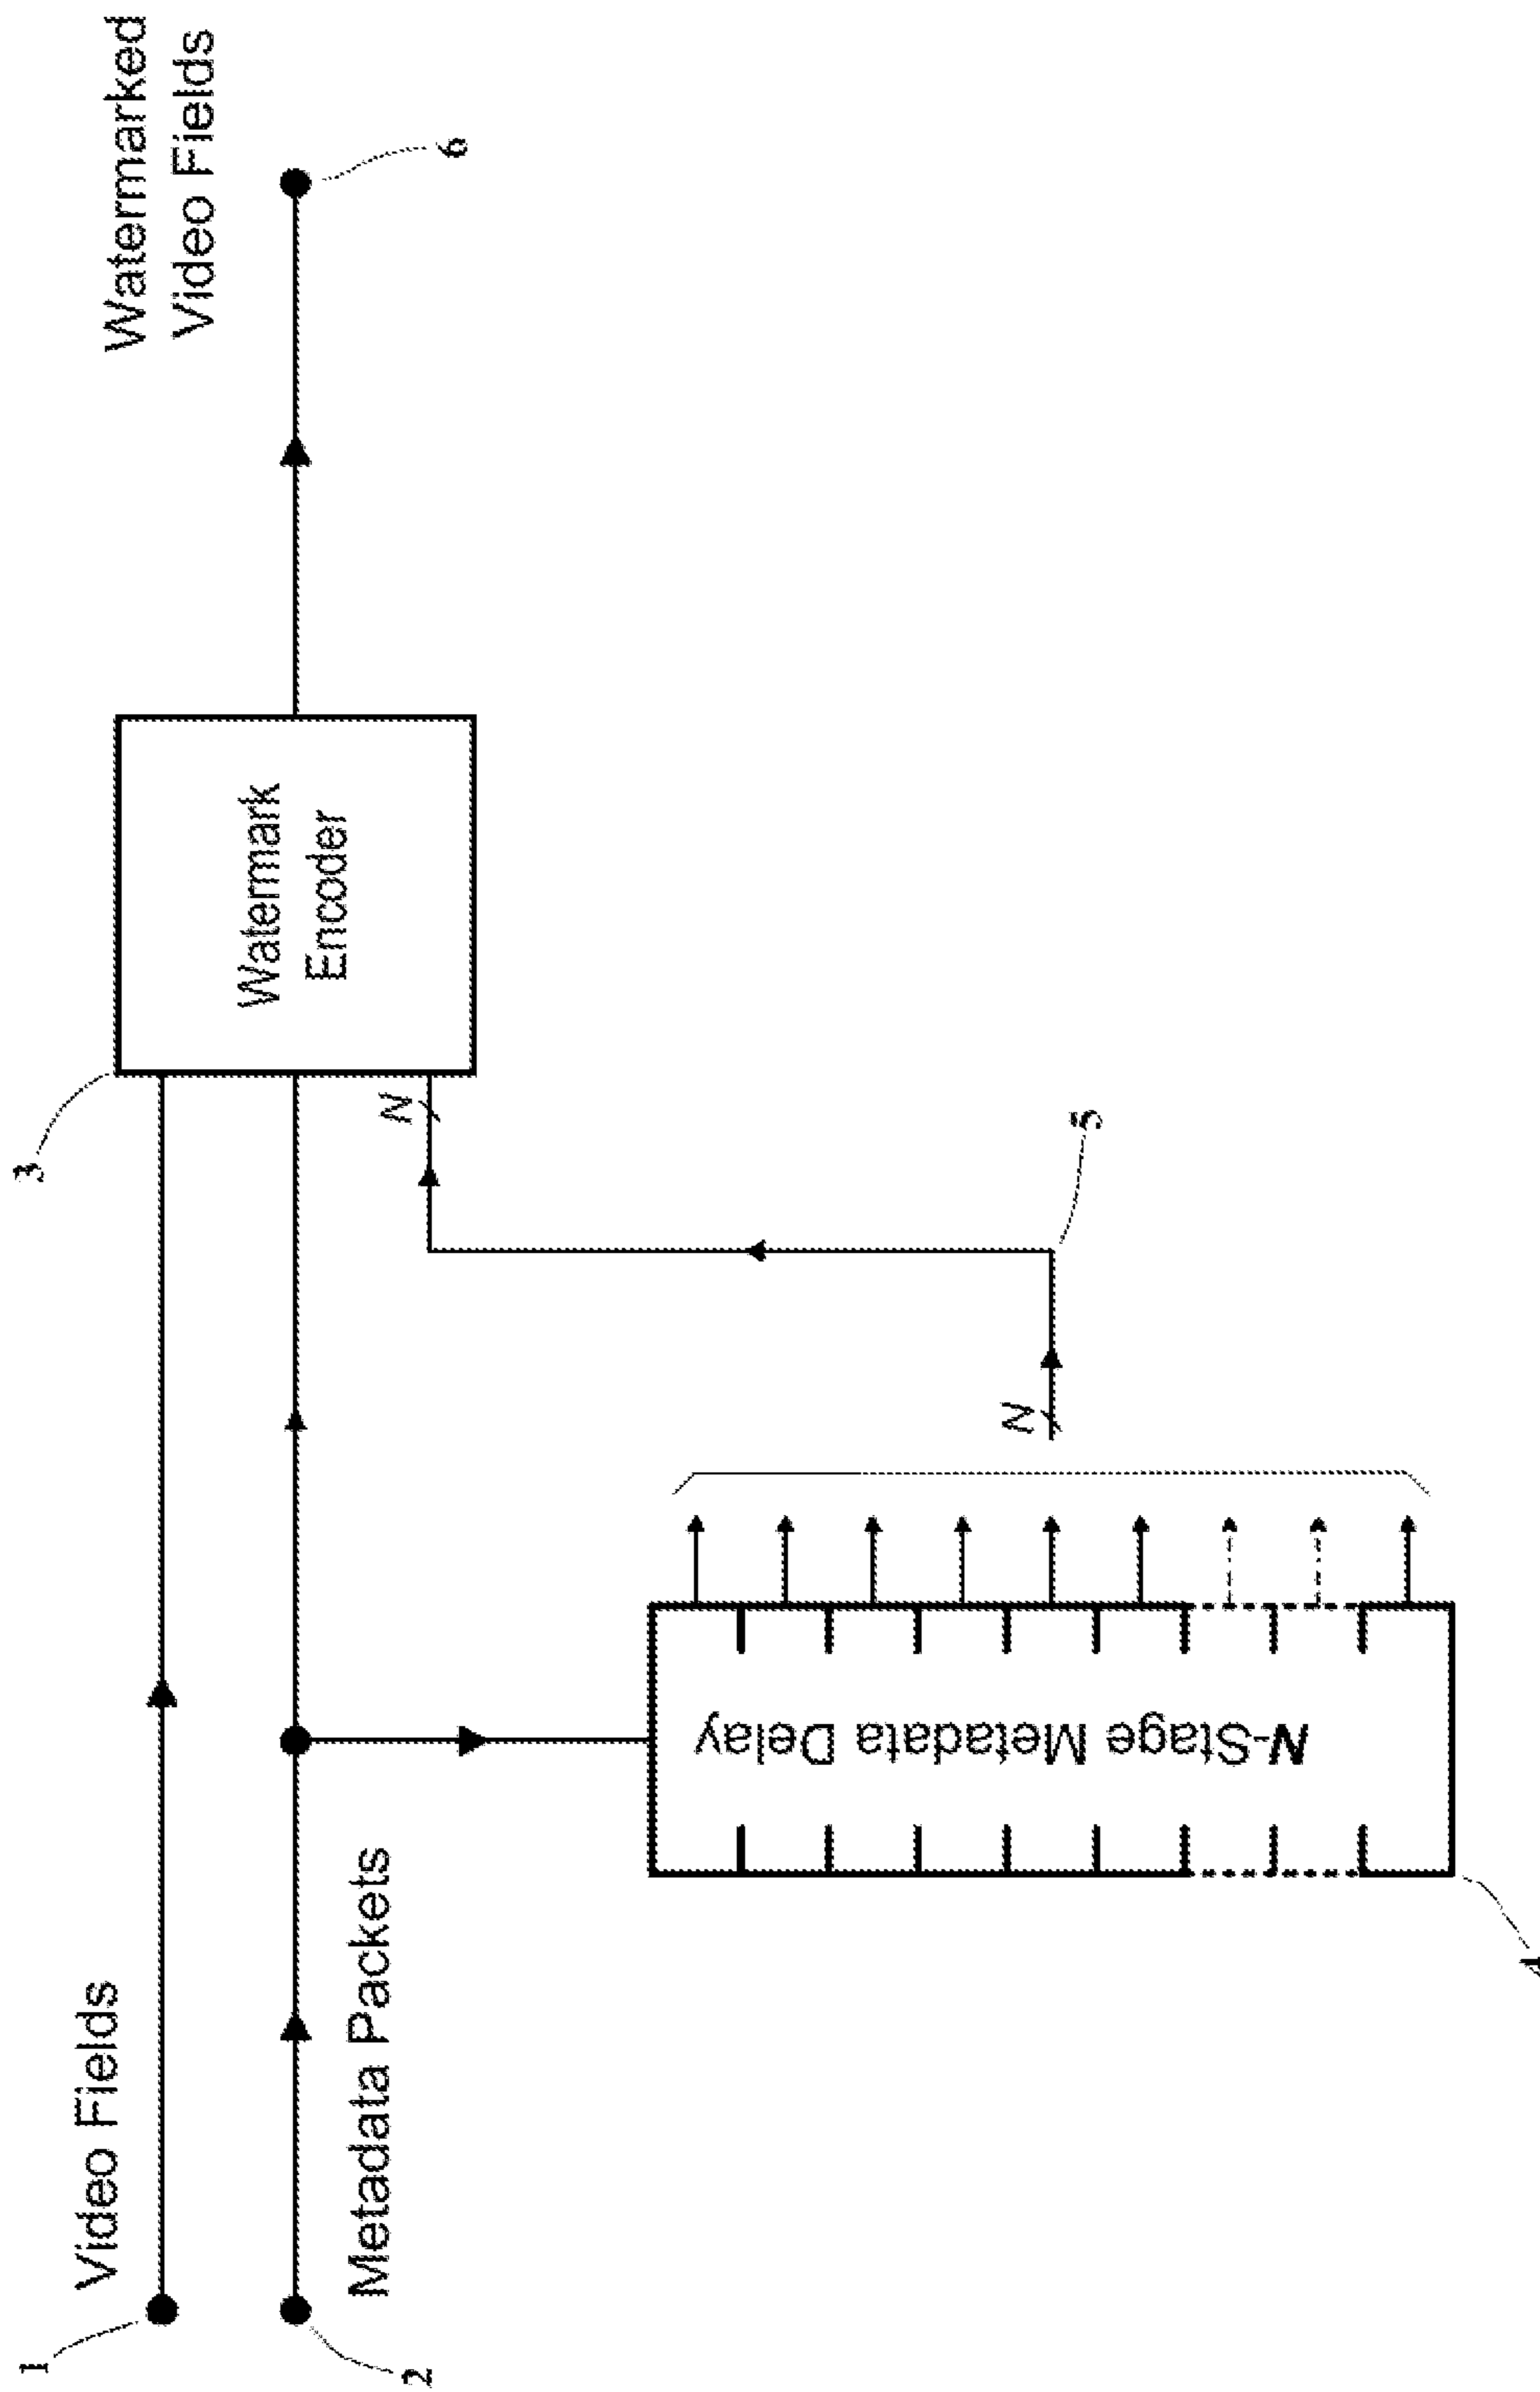 1
Video Fields
2
Metadata Packets
3
Watermark
Encoder
N
N-Stage Metadata Delay
4
N
5
Watermarked
Video Fields
6